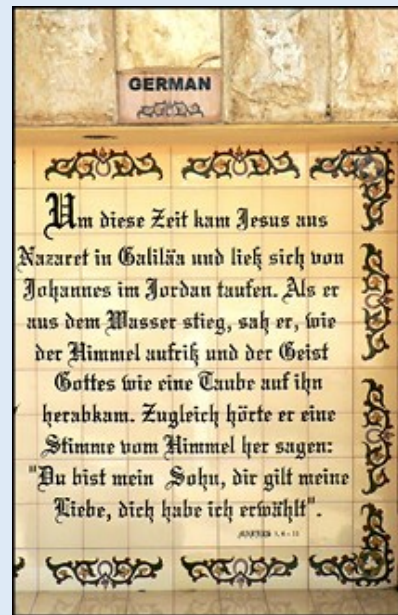 GERMAN
Um diese Zeit kam Jesus aus
Nazaret in Galiläa und ließ sich von
Johannes im Jordan taufen. Als er
aus dem Wasser stieg, sah er, wie
der Himmel aufriß und der Geist
Gottes wie eine Taube auf ihn
herabkam. Zugleich hörte er eine
Stimme vom Himmel her sagen:
"Du bist mein Sohn, dir gilt meine
Liebe, dich habe ich erwählt".